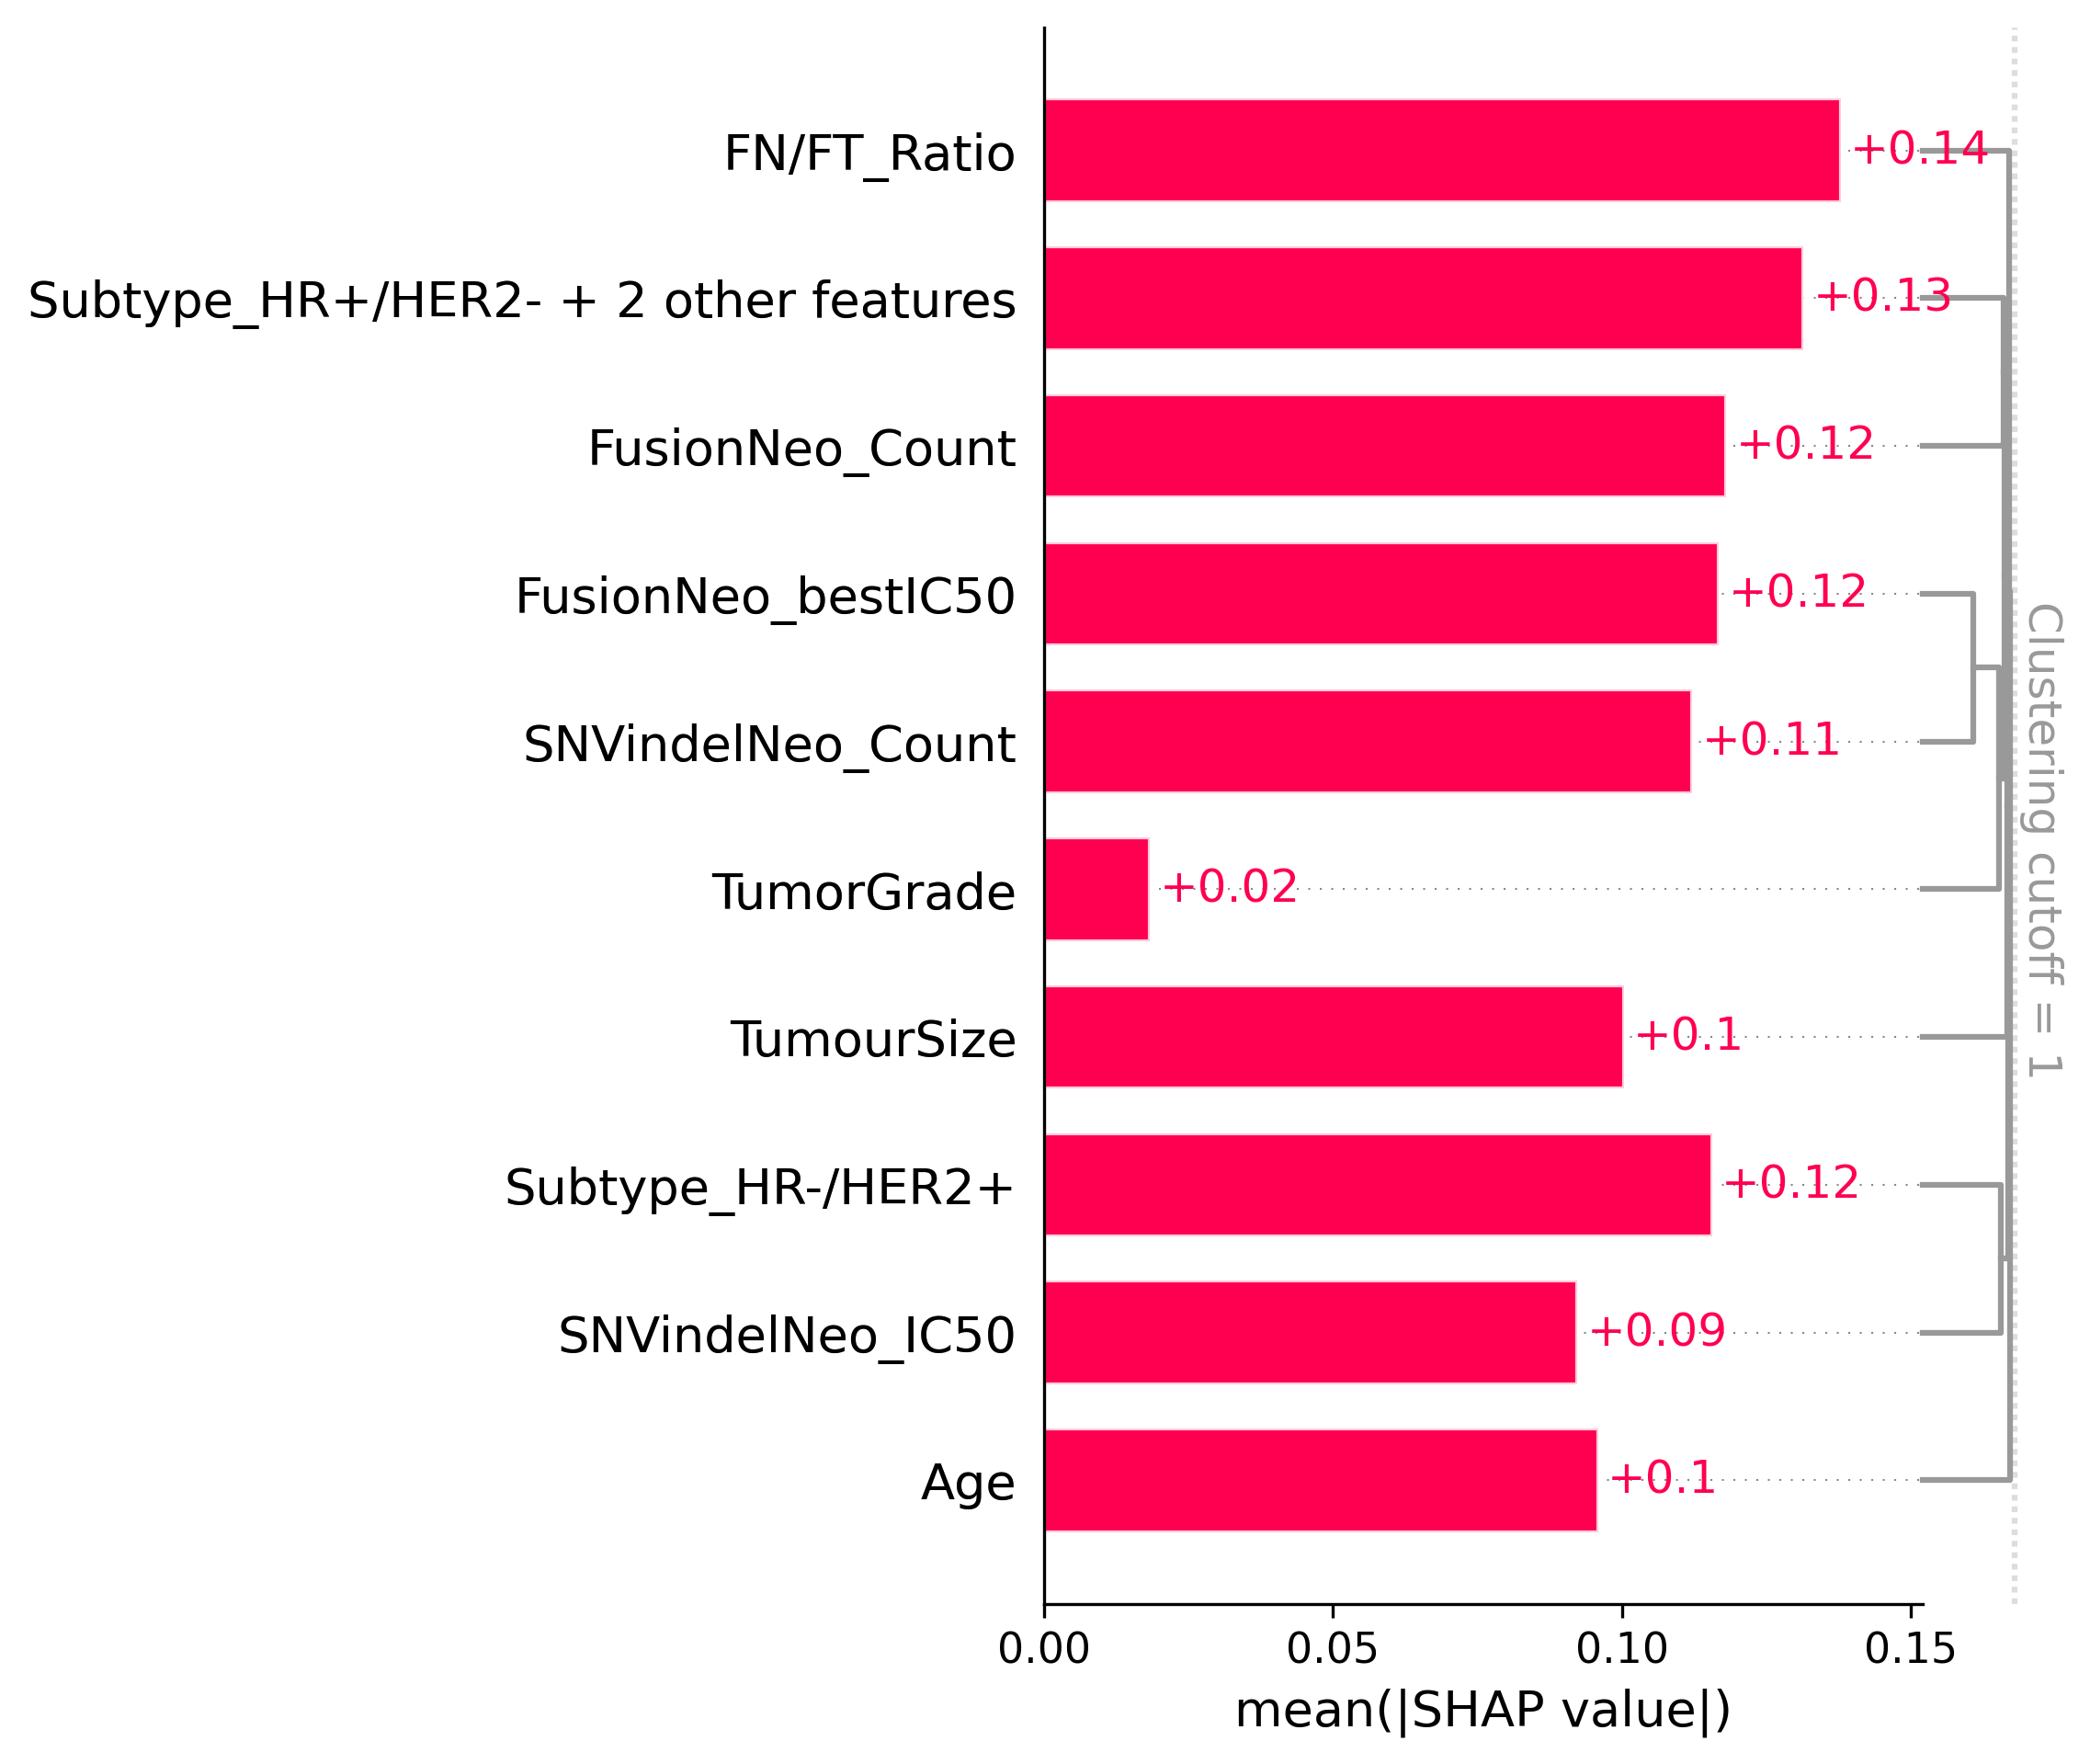 FN/FT_Ratio
+0.14
Subtype_HR+/HER2- + 2 other features
+0.13
FusionNeo_Count
+0.12
FusionNeo_bestIC50
+0.12
SNVindelNeo_Count
+0.11
TumorGrade
+0.02
TumourSize
+0.1
Subtype_HR-/HER2+
+0.12
SNVindelNeo_IC50
+0.09
Age
+0.1
Clustering cutoff = 1
0.00 0.05 0.10 0.15
mean(|SHAP value|)